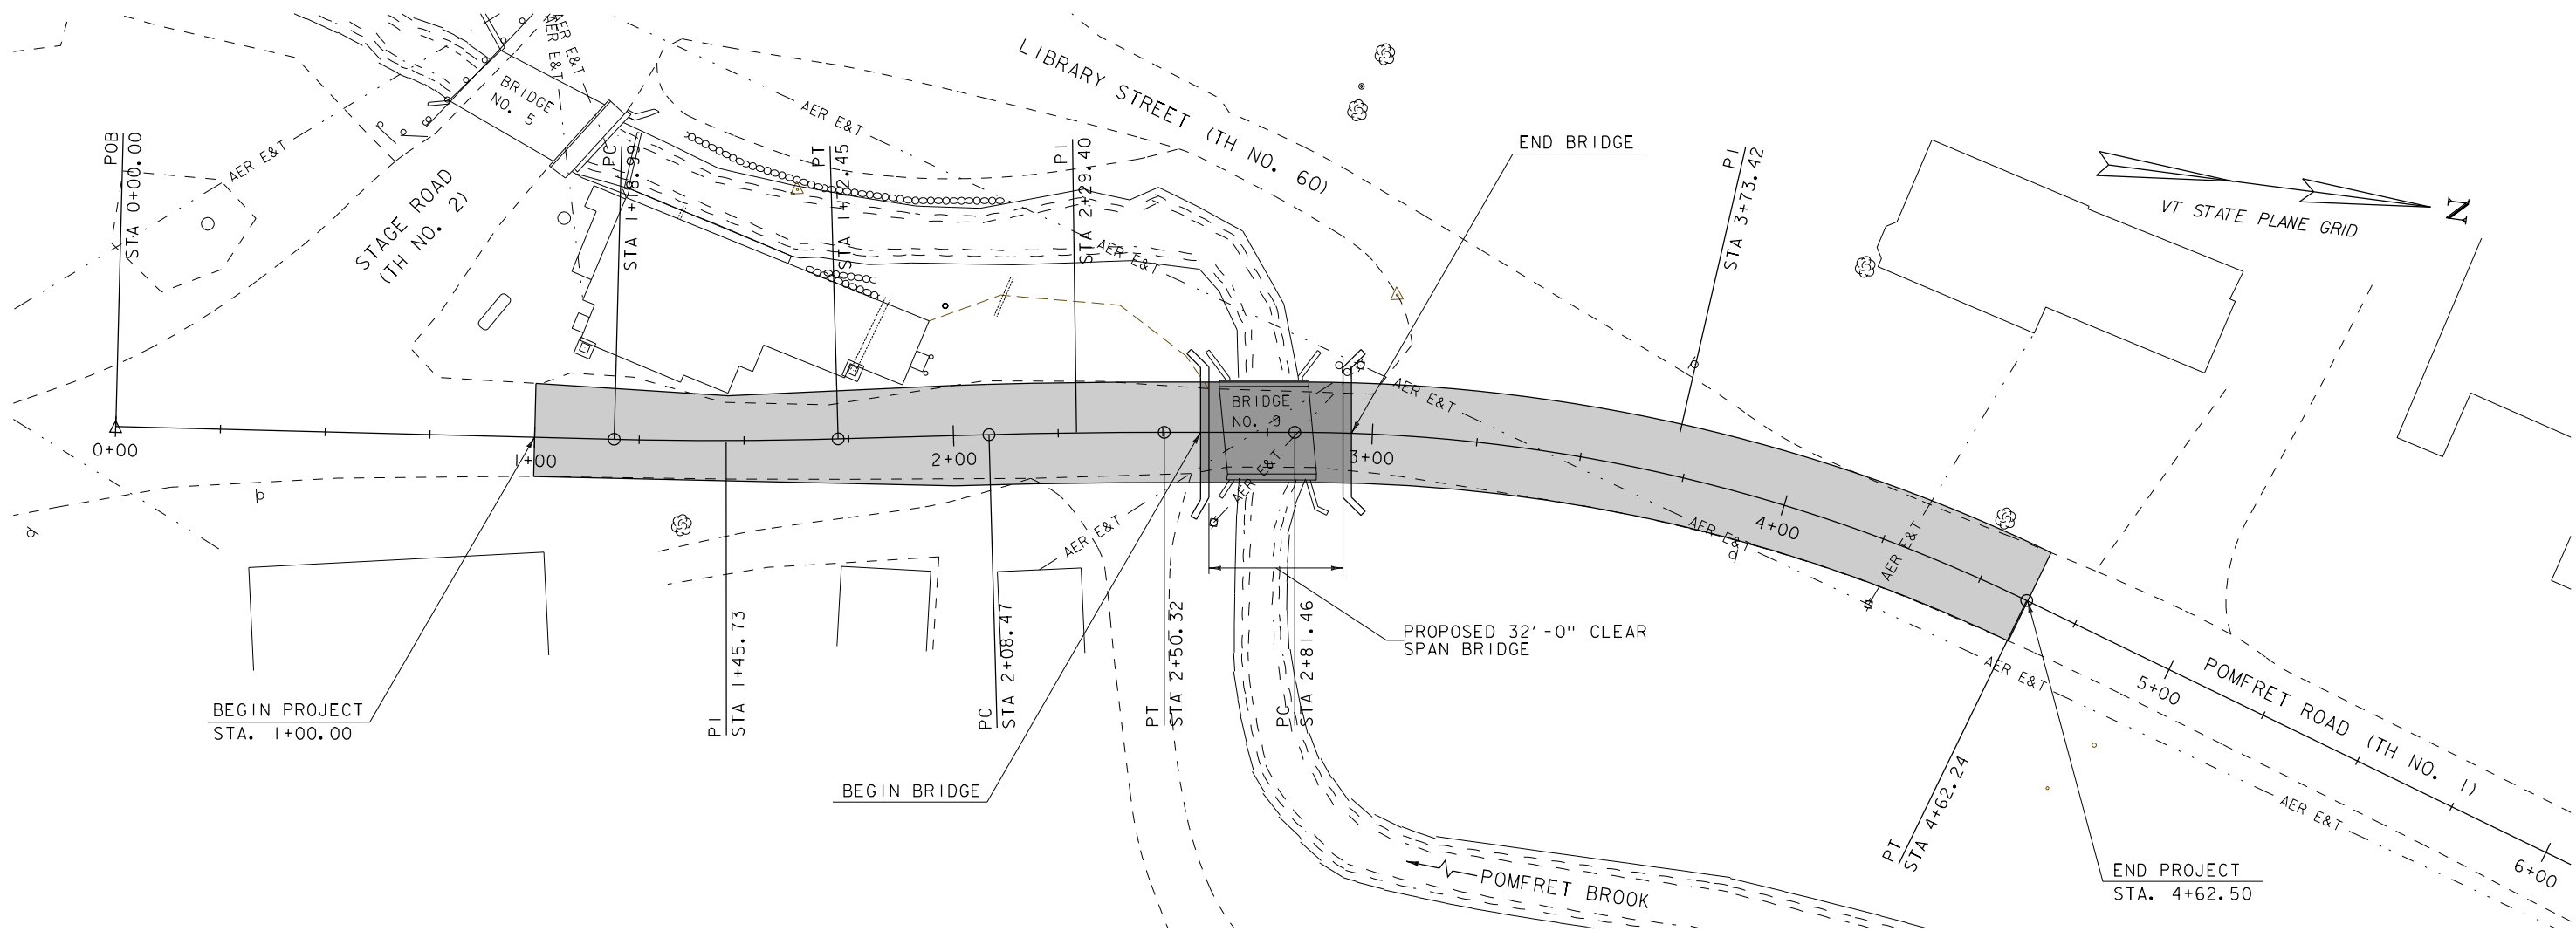 BRIDGE
NO. 5
AER E&T
AER E&T
AER E&T
AER E&T
LIBRARY STREET (TH NO. 60)
POB
STA 0+00.00
STAGE ROAD
(TH NO. 2)
PC
PT
STA 1+72.45
PI
STA 2+29.40
AER E&T
END BRIDGE
PI
STA 3+73.42
VT STATE PLANE GRID
N
AER E&T
BRIDGE
NO. 9
AER E&T
0+00
1+00
2+00
3+00
4+00
5+00
6+00
AER E&T
AER E&T
AER E&T
AER E&T
AER E&T
PROPOSED 32'-0" CLEAR
SPAN BRIDGE
PI
STA 1+45.73
PC
STA 2+08.47
PT
STA 2+50.32
PC
STA 2+81.46
BEGIN PROJECT
STA. 1+00.00
BEGIN BRIDGE
POMFRET ROAD (TH NO. 1)
PT
STA 4+62.24
POMFRET BROOK
END PROJECT
STA. 4+62.50